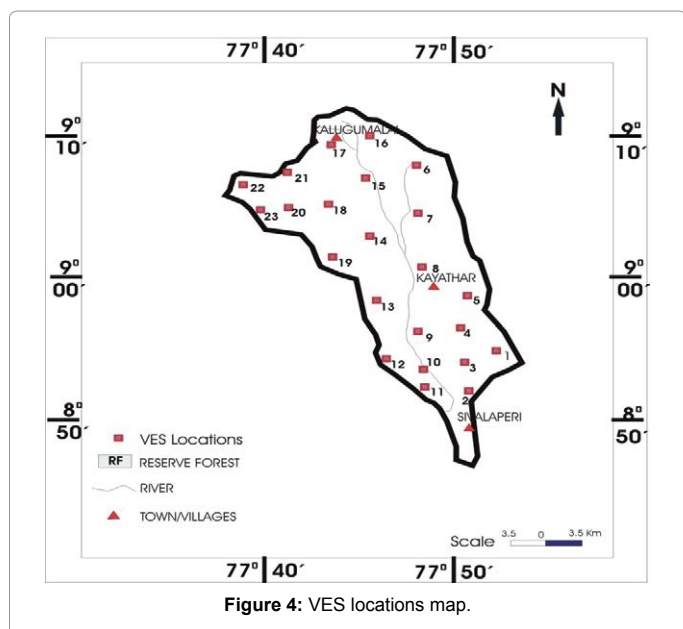 77° 40′ 77° 50′
N
9° 10′
9° 10′
KALUGUMALAI
16
17
6
21
22
15
18
20
23
7
14
19
8
KAYATHAR
9° 00′
9° 00′
5
13
4
9
1
12
10
3
11
2
8° 50′
8° 50′
SIVALAPERI
VES Locations
RF RESERVE FOREST
RIVER
TOWN/VILLAGES
Scale 3.5 0 3.5 Km
77° 40′ 77° 50′
Figure 4: VES locations map.